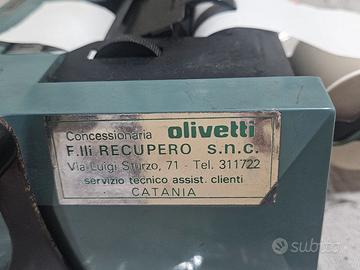 Concessionaria olivetti
F.lli RECUPERO s.n.c.
Via Luigi Sturzo, 71 - Tel. 311722
servizio tecnico assist. clienti
CATANIA
subito